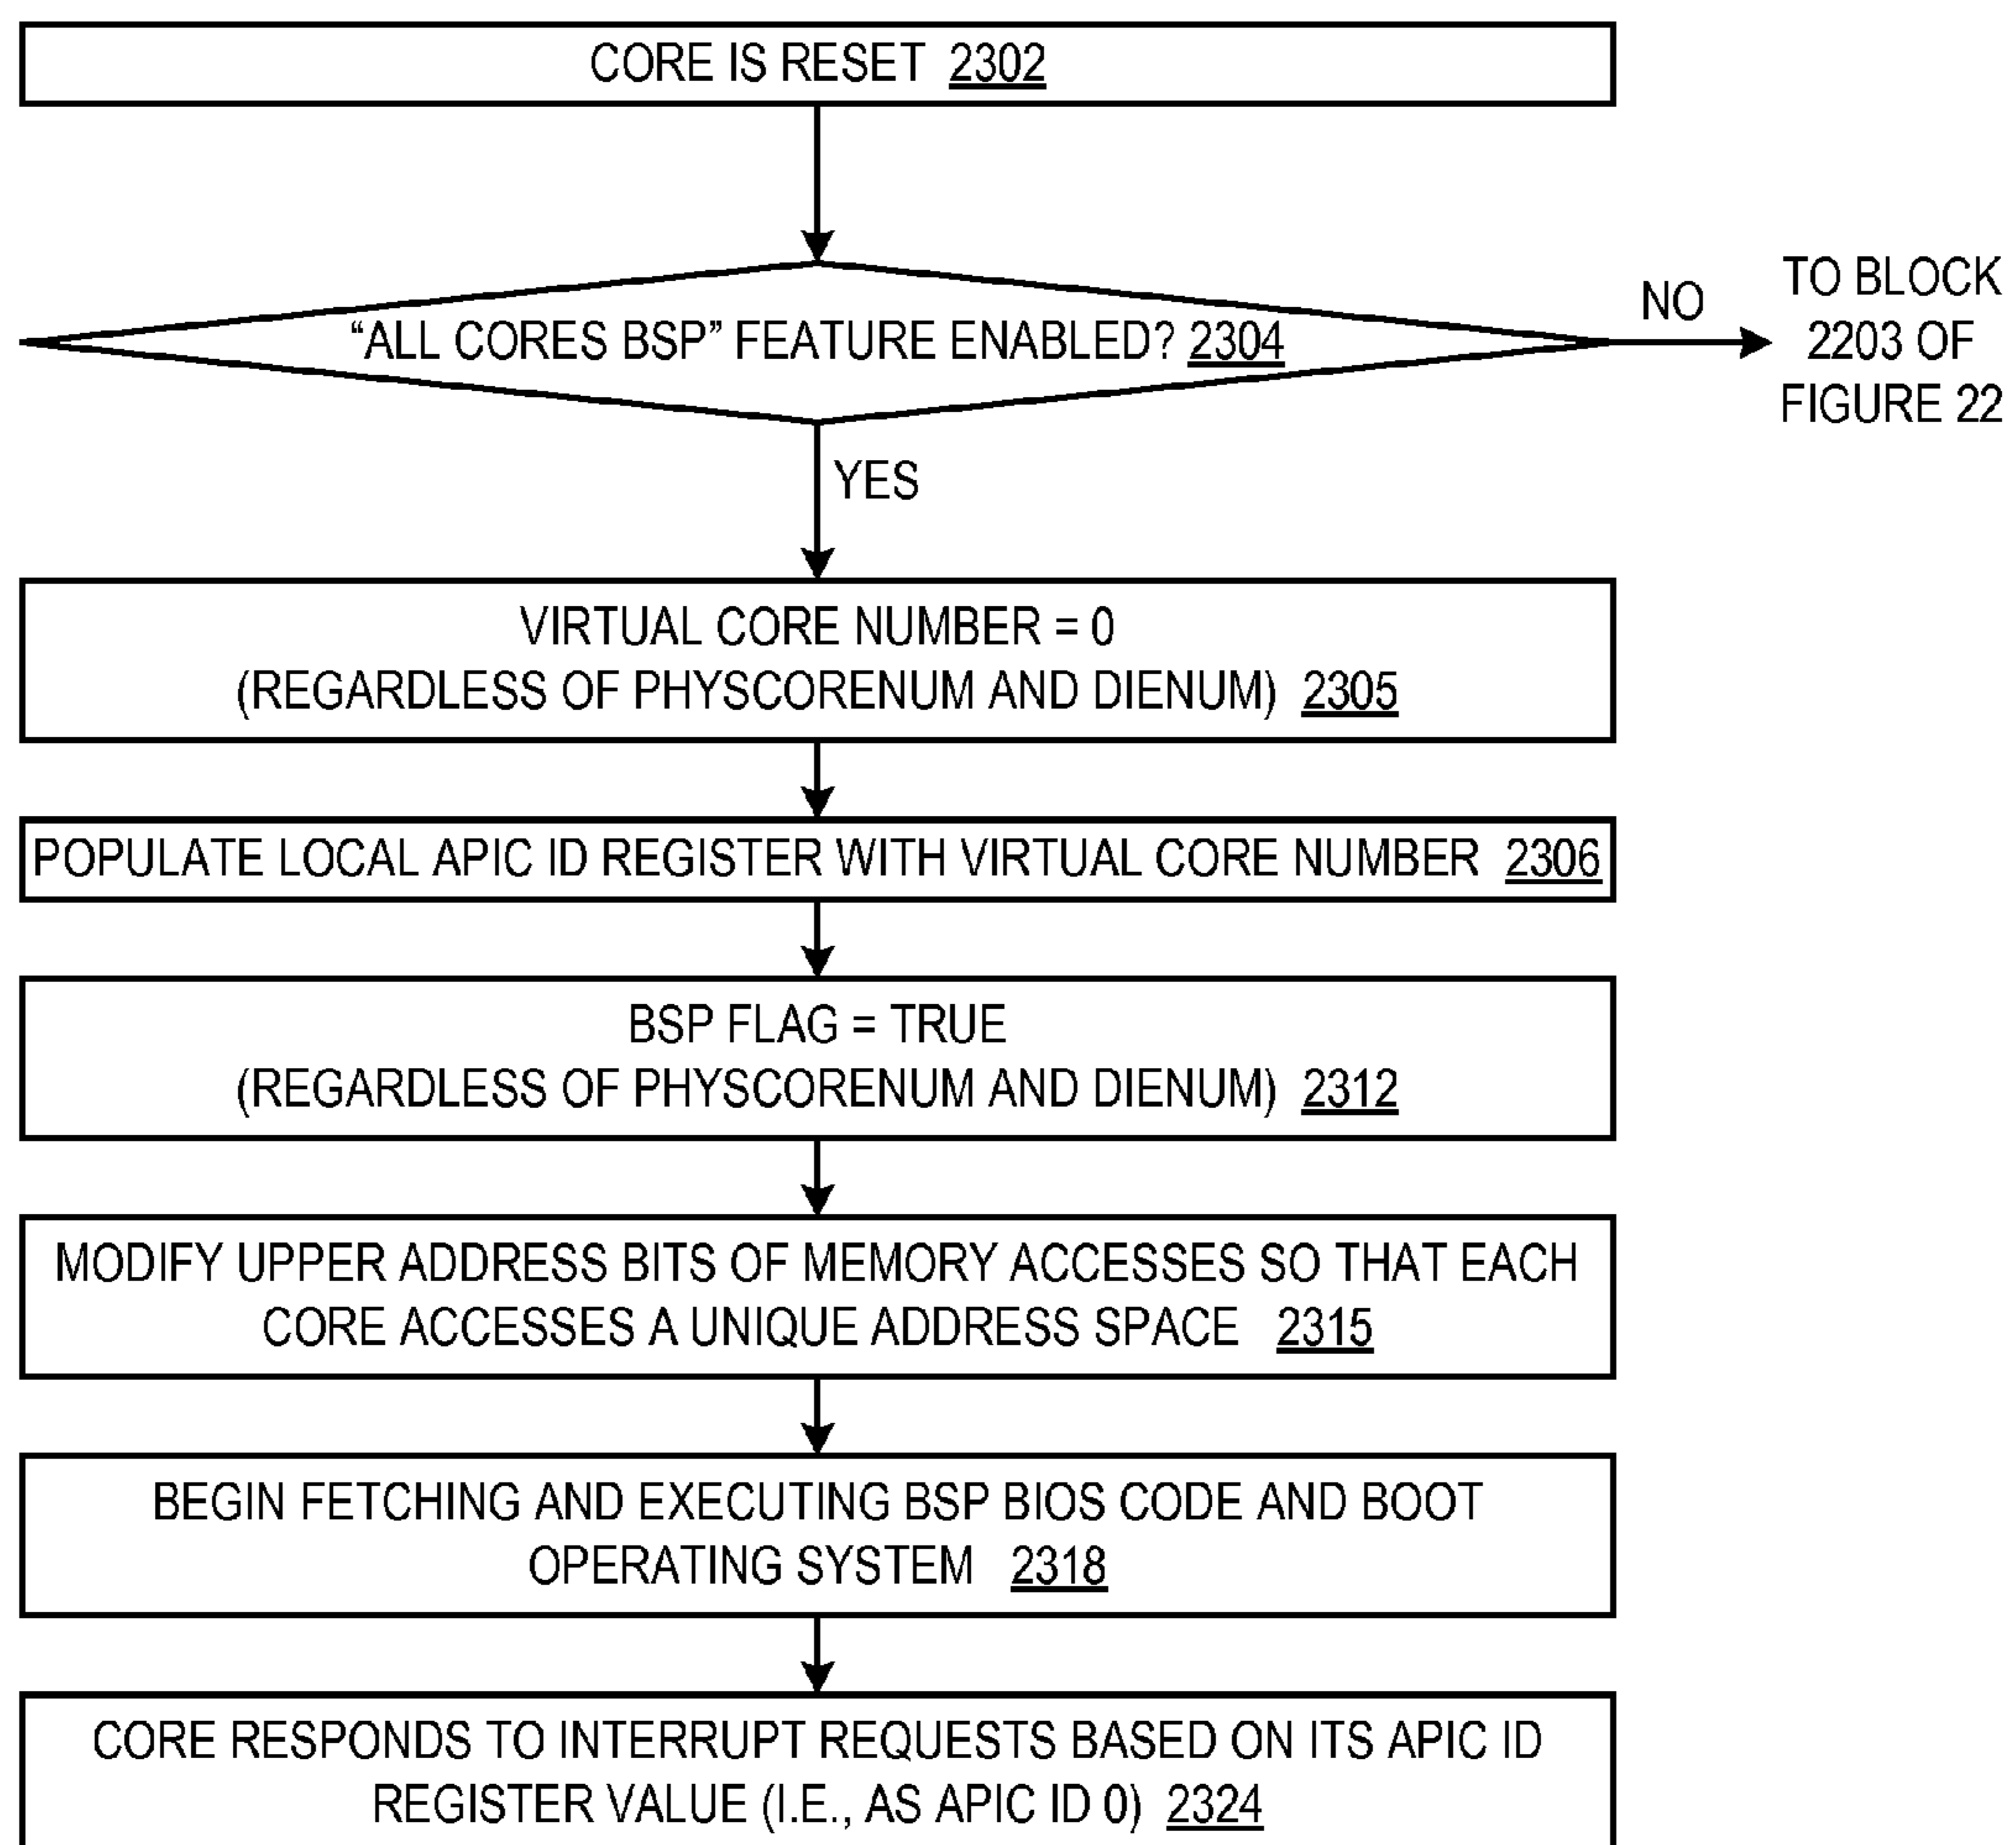 CORE IS RESET 2302
“ALL CORES BSP” FEATURE ENABLED? 2304
NO
TO BLOCK
2203 OF
FIGURE 22
YES
VIRTUAL CORE NUMBER = 0
(REGARDLESS OF PHYSCORENUM AND DIENUM) 2305
POPULATE LOCAL APIC ID REGISTER WITH VIRTUAL CORE NUMBER 2306
BSP FLAG = TRUE
(REGARDLESS OF PHYSCORENUM AND DIENUM) 2312
MODIFY UPPER ADDRESS BITS OF MEMORY ACCESSES SO THAT EACH
CORE ACCESSES A UNIQUE ADDRESS SPACE 2315
BEGIN FETCHING AND EXECUTING BSP BIOS CODE AND BOOT
OPERATING SYSTEM 2318
CORE RESPONDS TO INTERRUPT REQUESTS BASED ON ITS APIC ID
REGISTER VALUE (I.E., AS APIC ID 0) 2324